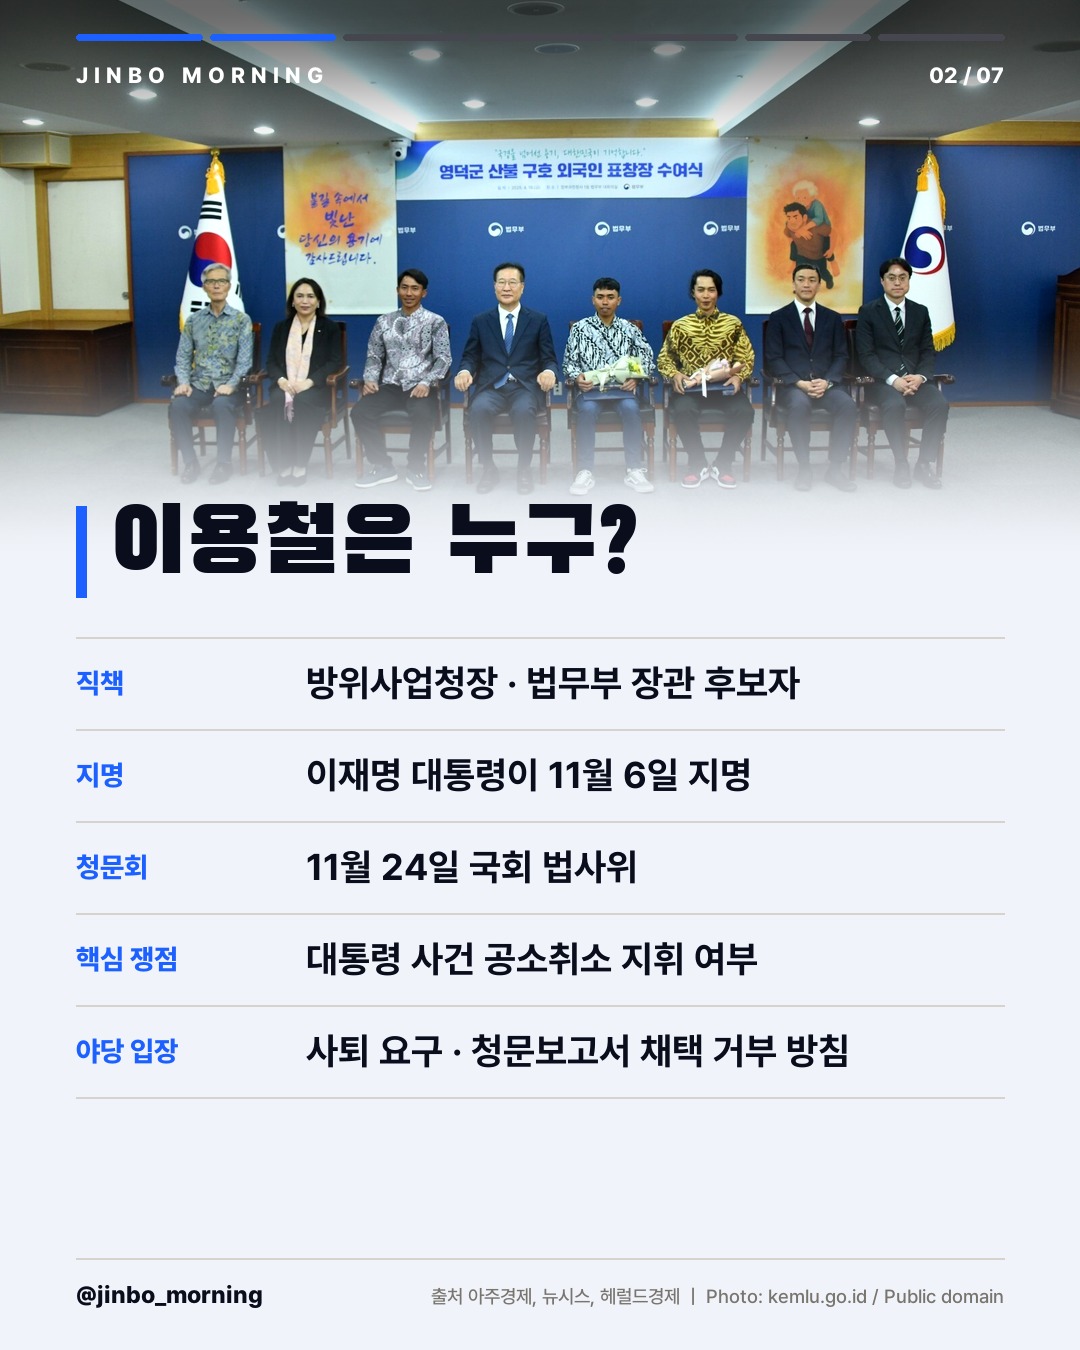 JINBO MORNING
02 / 07
영덕군 산불 구호 외국인 표창장 수여식
불길 속에서
빛난
당신의 용기에
감사드립니다.
법무부
법무부
법무부
법무부
법무부
이용철은 누구?
직책
방위사업청장 · 법무부 장관 후보자
지명
이재명 대통령이 11월 6일 지명
청문회
11월 24일 국회 법사위
핵심 쟁점
대통령 사건 공소취소 지휘 여부
야당 입장
사퇴 요구 · 청문보고서 채택 거부 방침
@jinbo_morning
출처 아주경제, 뉴시스, 헤럴드경제 | Photo: kemlu.go.id / Public domain